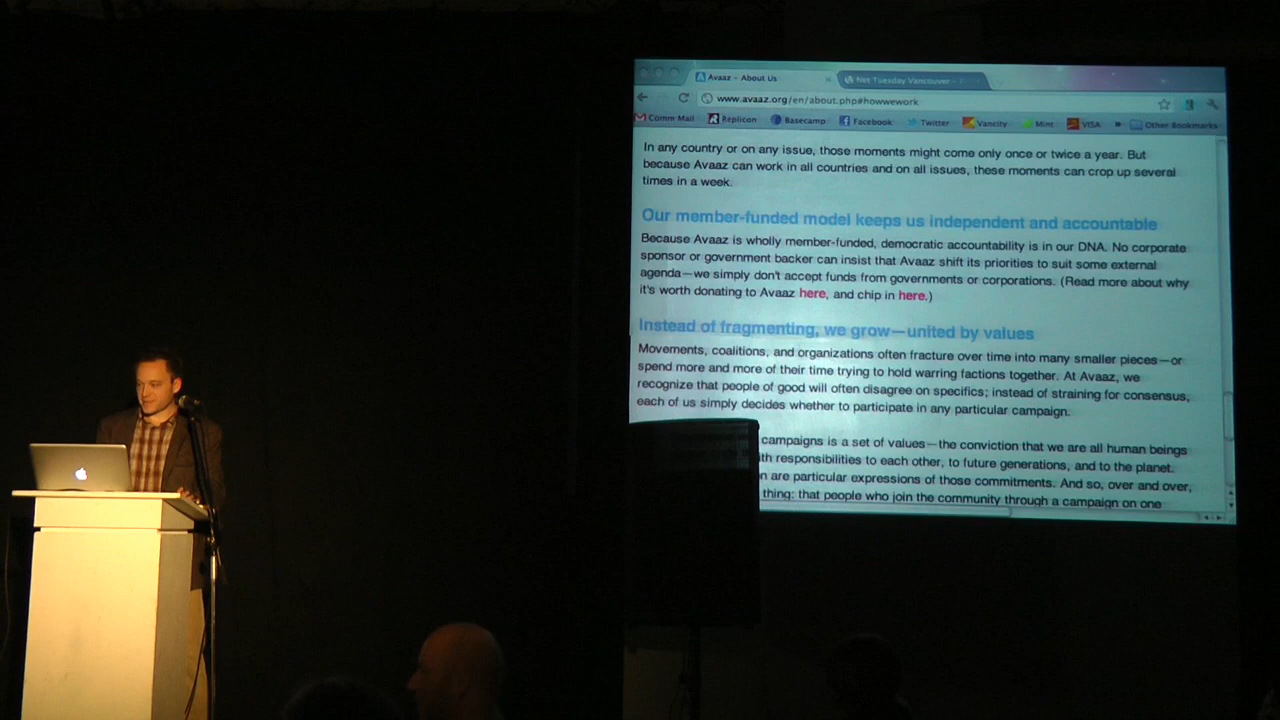 Avaaz - About Us
Net Tuesday Vancouver -
www.avaaz.org/en/about.php#howwework
Comm Mail Replicon Basecamp Facebook Twitter Vancity Mint VISA » Other Bookmarks
In any country or on any issue, those moments might come only once or twice a year. But
because Avaaz can work in all countries and on all issues, these moments can crop up several
times in a week.
Our member-funded model keeps us independent and accountable
Because Avaaz is wholly member-funded, democratic accountability is in our DNA. No corporate
sponsor or government backer can insist that Avaaz shift its priorities to suit some external
agenda—we simply don't accept funds from governments or corporations. (Read more about why
it's worth donating to Avaaz here, and chip in here.)
Instead of fragmenting, we grow—united by values
Movements, coalitions, and organizations often fracture over time into many smaller pieces—or
spend more and more of their time trying to hold warring factions together. At Avaaz, we
recognize that people of good will often disagree on specifics; instead of straining for consensus,
each of us simply decides whether to participate in any particular campaign.
campaigns is a set of values—the conviction that we are all human beings
ith responsibilities to each other, to future generations, and to the planet.
n are particular expressions of those commitments. And so, over and over,
thing: that people who join the community through a campaign on one